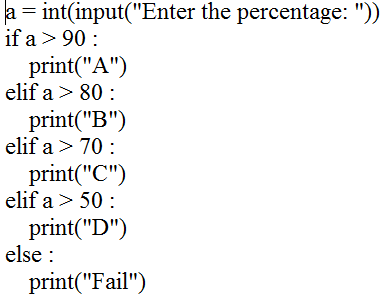 a = int(input("Enter the percentage: "))
if a > 90 :
    print("A")
elif a > 80 :
    print("B")
elif a > 70 :
    print("C")
elif a > 50 :
    print("D")
else :
    print("Fail")